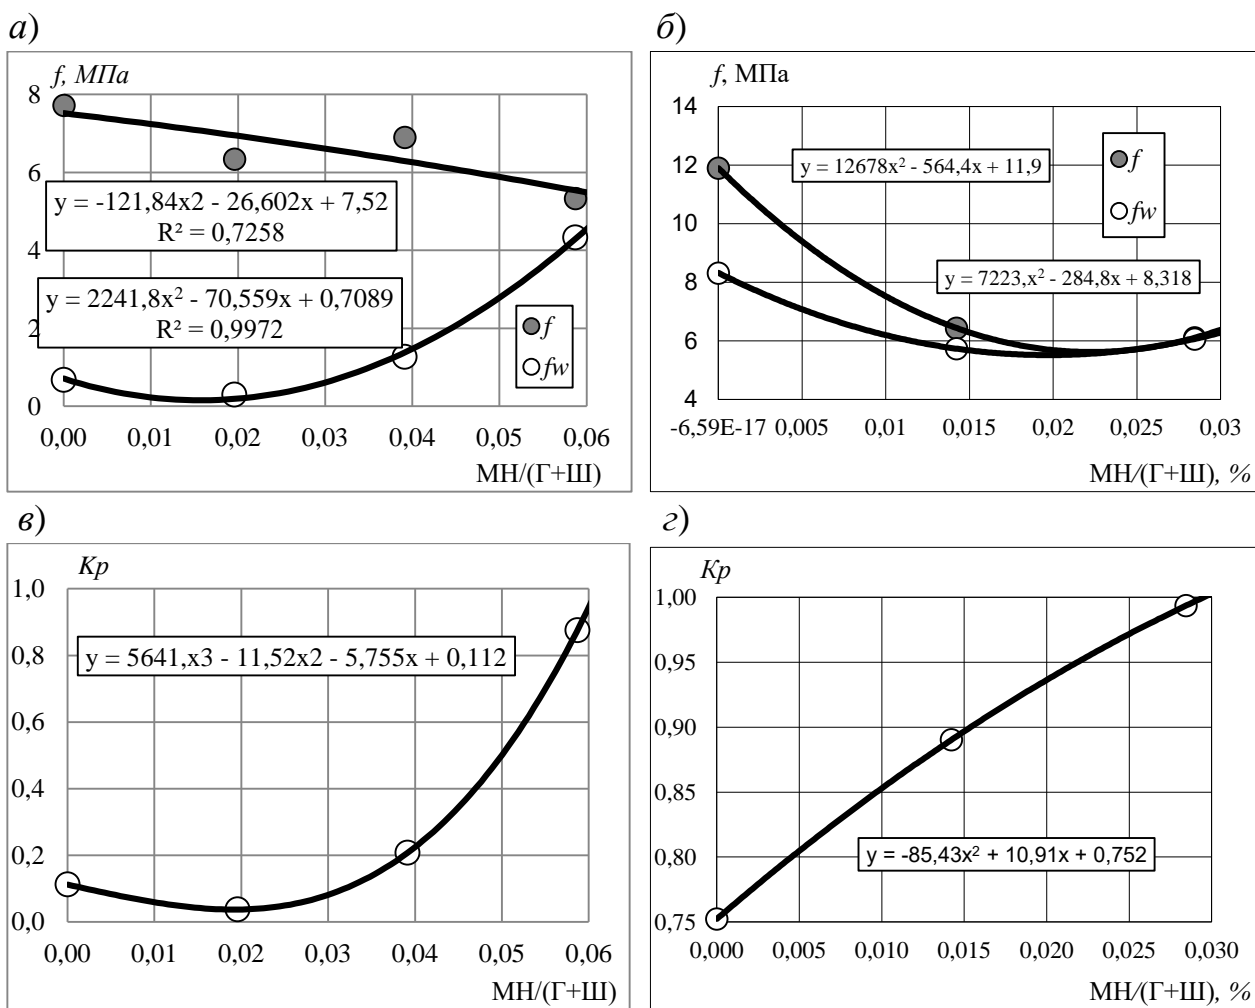 а)
f, МПа
8
6
y = -121,84x2 - 26,602x + 7,52
R² = 0,7258
4
y = 2241,8x² - 70,559x + 0,7089
R² = 0,9972
2
f
fw
0
0,00 0,01 0,02 0,03 0,04 0,05 0,06
МН/(Г+Ш)
б)
f, МПа
14
12
y = 12678x² - 564,4x + 11,9
f
fw
10
8
y = 7223,x² - 284,8x + 8,318
6
4
-6,59E-17 0,005 0,01 0,015 0,02 0,025 0,03
МН/(Г+Ш), %
в)
Kp
1,0
0,8
y = 5641,x3 - 11,52x2 - 5,755x + 0,112
0,6
0,4
0,2
0,0
0,00 0,01 0,02 0,03 0,04 0,05 0,06
МН/(Г+Ш)
г)
Кр
1,00
0,95
0,90
0,85
y = -85,43x² + 10,91x + 0,752
0,80
0,75
0,000 0,005 0,010 0,015 0,020 0,025 0,030
МН/(Г+Ш), %